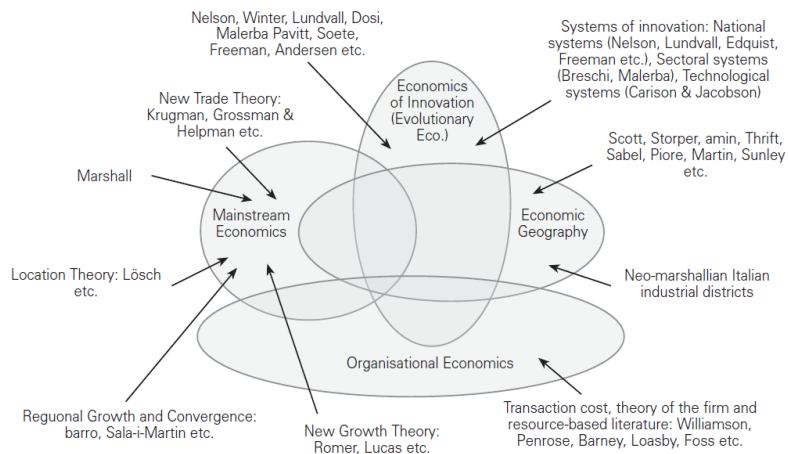 Nelson, Winter, Lundvall, Dosi,
Malerba Pavitt, Soete,
Freeman, Andersen etc.
Systems of innovation: National
systems (Nelson, Lundvall, Edquist,
Freeman etc.), Sectoral systems
(Breschi, Malerba), Technological
systems (Carison & Jacobson)
Economics
of Innovation
(Evolutionary
Eco.)
New Trade Theory:
Krugman, Grossman &
Helpman etc.
Scott, Storper, amin, Thrift,
Sabel, Piore, Martin, Sunley
etc.
Marshall
Mainstream
Economics
Economic
Geography
Location Theory: Lösch
etc.
Neo-marshallian Italian
industrial districts
Organisational Economics
Reguonal Growth and Convergence:
barro, Sala-i-Martin etc.
New Growth Theory:
Romer, Lucas etc.
Transaction cost, theory of the firm and
resource-based literature: Williamson,
Penrose, Barney, Loasby, Foss etc.